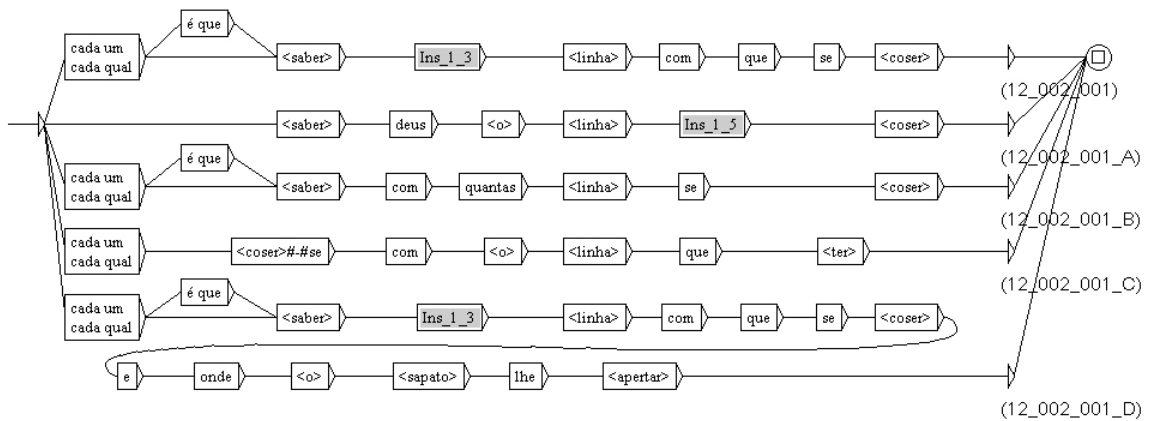 é que
cada um
cada qual
<saber> Ins_1_3 <linha> com que se <coser>
(12_002_001)
<saber> deus <o> <linha> Ins_1_5 <coser>
(12_002_001_A)
é que
cada um
cada qual
<saber> com quantas <linha> se <coser>
(12_002_001_B)
cada um
cada qual
<coser>#-#se com <o> <linha> que <ter>
(12_002_001_C)
é que
cada um
cada qual
<saber> Ins_1_3 <linha> com que se <coser>
e onde <o> <sapato> lhe <apertar>
(12_002_001_D)